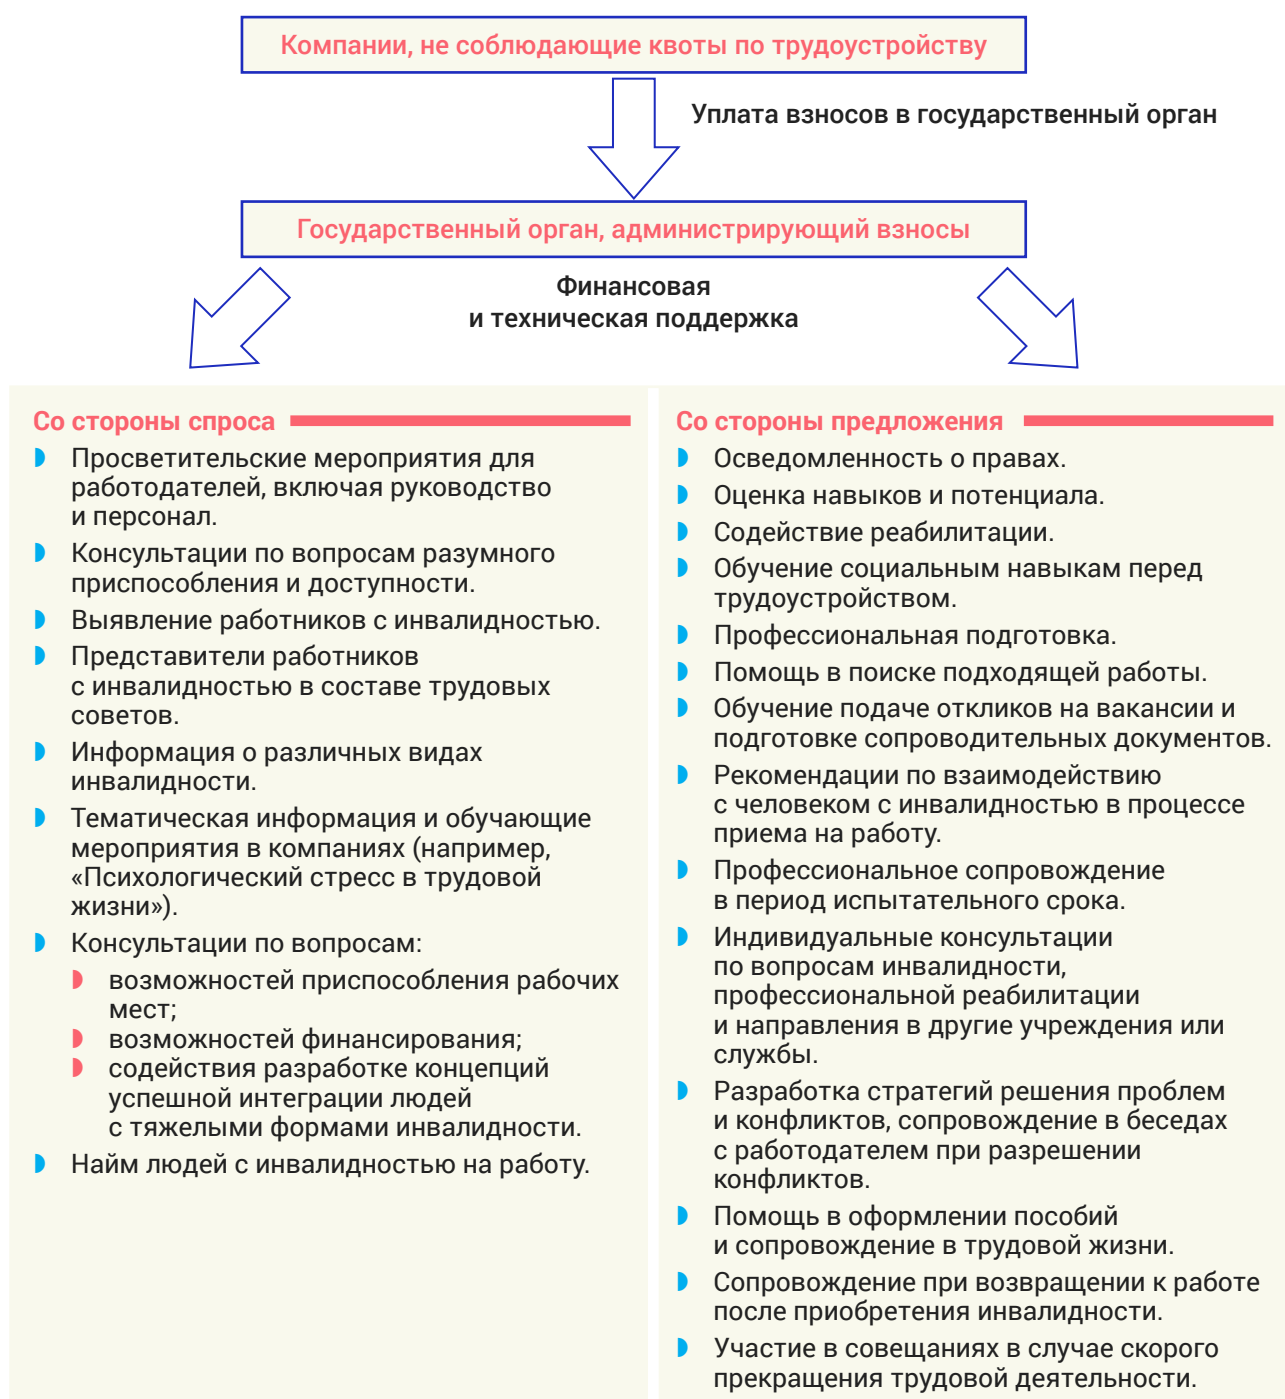 Компании, не соблюдающие квоты по трудоустройству
Уплата взносов в государственный орган
Государственный орган, администрирующий взносы
Финансовая
и техническая поддержка
Со стороны спроса
Просветительские мероприятия для
работодателей, включая руководство
и персонал.
Консультации по вопросам разумного
приспособления и доступности.
Выявление работников с инвалидностью.
Представители работников
с инвалидностью в составе трудовых
советов.
Информация о различных видах
инвалидности.
Тематическая информация и обучающие
мероприятия в компаниях (например,
«Психологический стресс в трудовой
жизни»).
Консультации по вопросам:
возможностей приспособления рабочих
мест;
возможностей финансирования;
содействия разработке концепций
успешной интеграции людей
с тяжелыми формами инвалидности.
Найм людей с инвалидностью на работу.
Со стороны предложения
Осведомленность о правах.
Оценка навыков и потенциала.
Содействие реабилитации.
Обучение социальным навыкам перед
трудоустройством.
Профессиональная подготовка.
Помощь в поиске подходящей работы.
Обучение подаче откликов на вакансии и
подготовке сопроводительных документов.
Рекомендации по взаимодействию
с человеком с инвалидностью в процессе
приема на работу.
Профессиональное сопровождение
в период испытательного срока.
Индивидуальные консультации
по вопросам инвалидности,
профессиональной реабилитации
и направления в другие учреждения или
службы.
Разработка стратегий решения проблем
и конфликтов, сопровождение в беседах
с работодателем при разрешении
конфликтов.
Помощь в оформлении пособий
и сопровождение в трудовой жизни.
Сопровождение при возвращении к работе
после приобретения инвалидности.
Участие в совещаниях в случае скорого
прекращения трудовой деятельности.